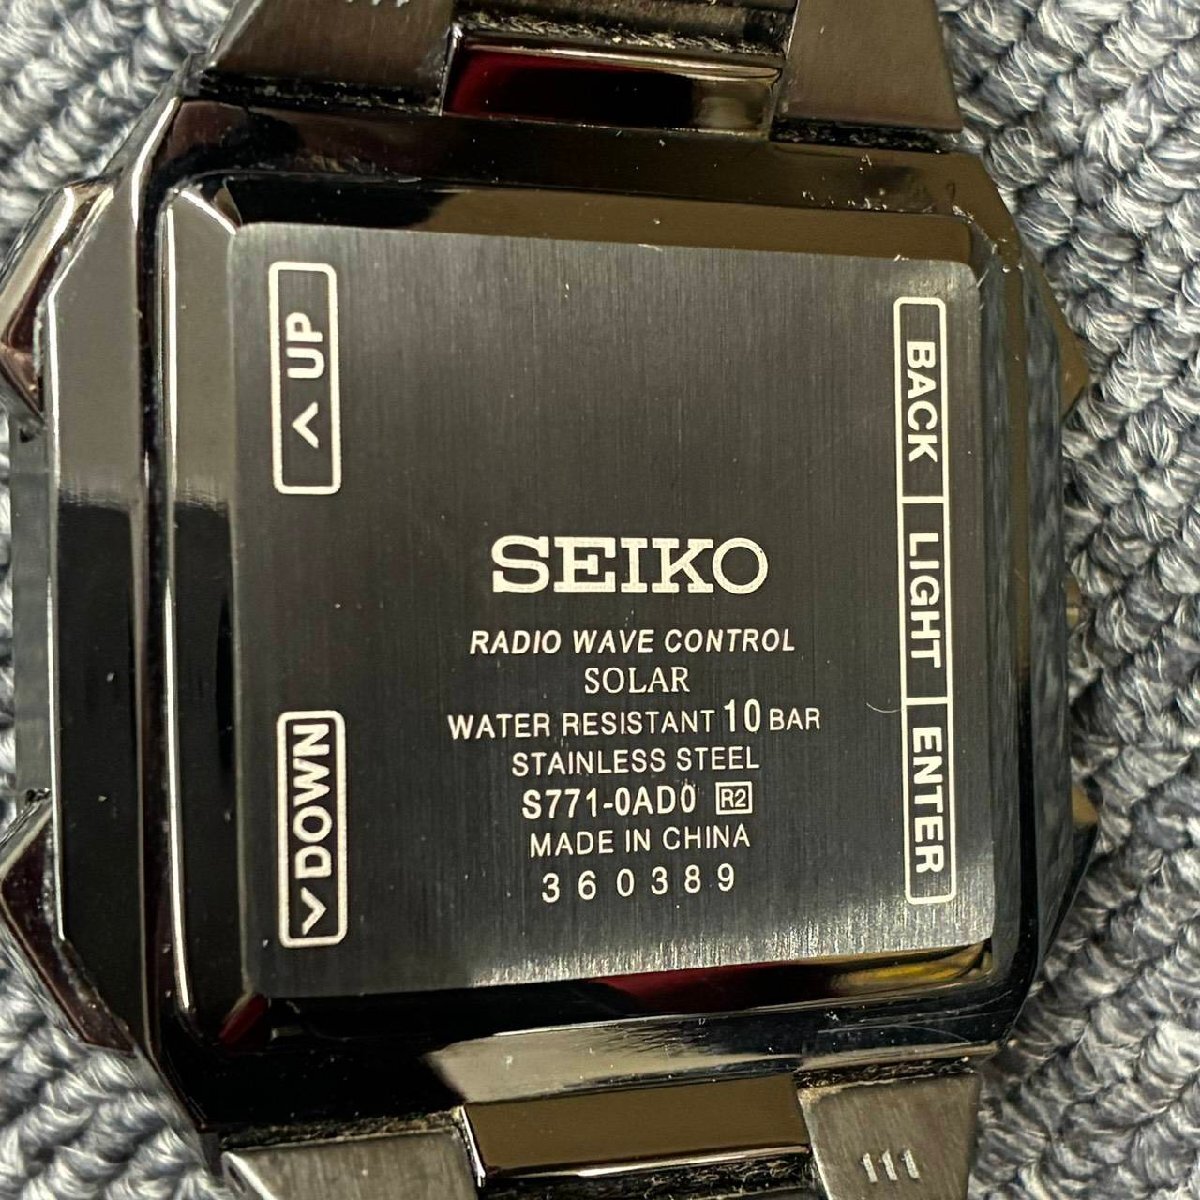 ∧ UP
∨ DOWN
SEIKO
RADIO WAVE CONTROL
SOLAR
WATER RESISTANT 10 BAR
STAINLESS STEEL
S771-0AD0 R2
MADE IN CHINA
360389
BACK | LIGHT | ENTER